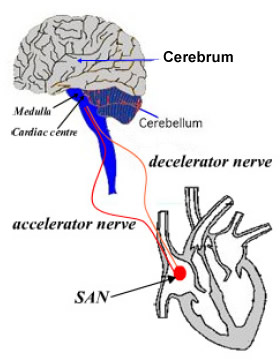 Cerebrum
Medulla
Cardiac centre
Cerebellum
decelerator nerve
accelerator nerve
SAN